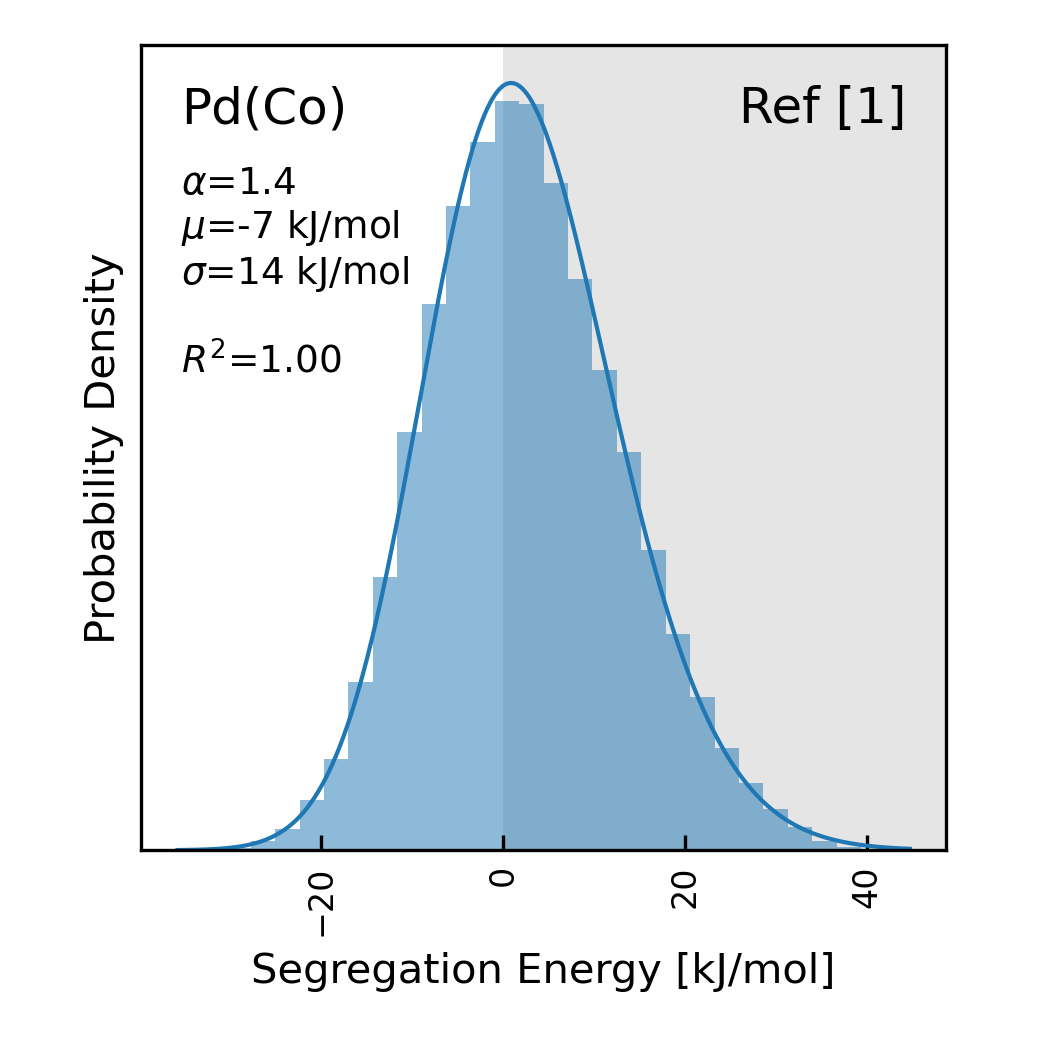 Pd(Co)
Ref [1]
α=1.4
μ=-7 kJ/mol
σ=14 kJ/mol
R²=1.00
Probability Density
−20
0
20
40
Segregation Energy [kJ/mol]